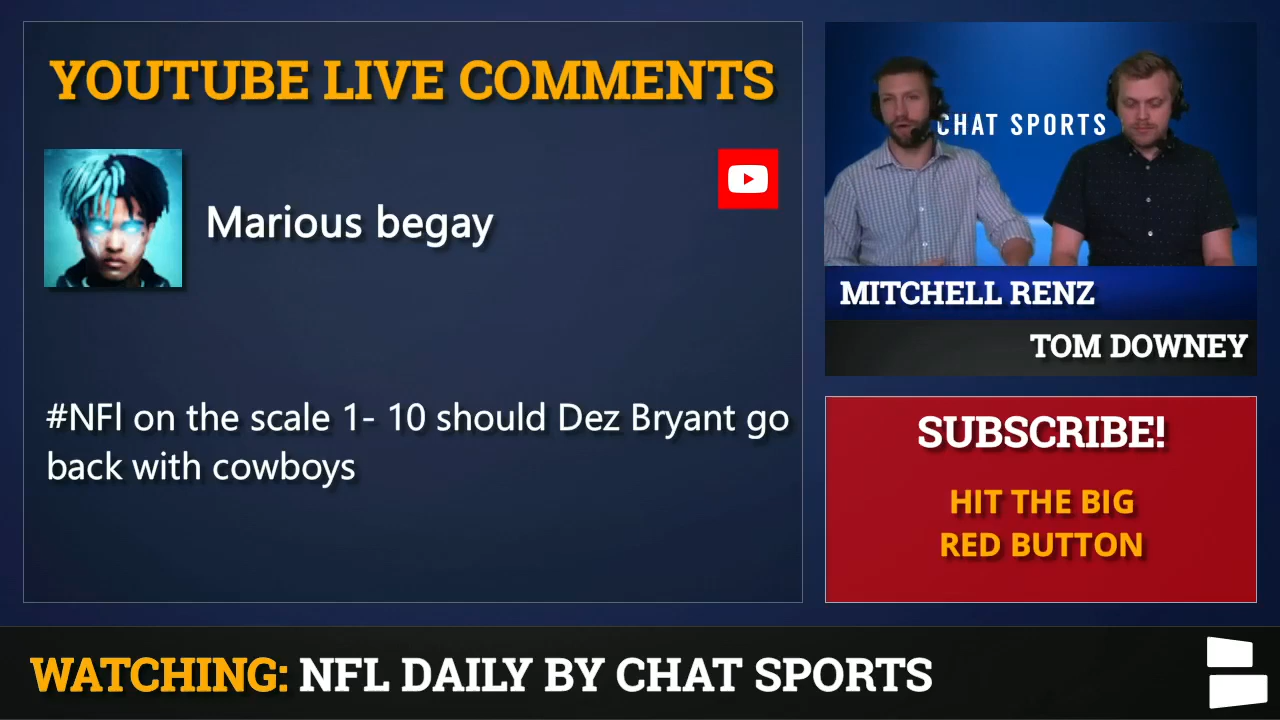 YOUTUBE LIVE COMMENTS
Marious begay
#NFl on the scale 1- 10 should Dez Bryant go
back with cowboys
CHAT SPORTS
MITCHELL RENZ
TOM DOWNEY
SUBSCRIBE!
HIT THE BIG
RED BUTTON
WATCHING: NFL DAILY BY CHAT SPORTS